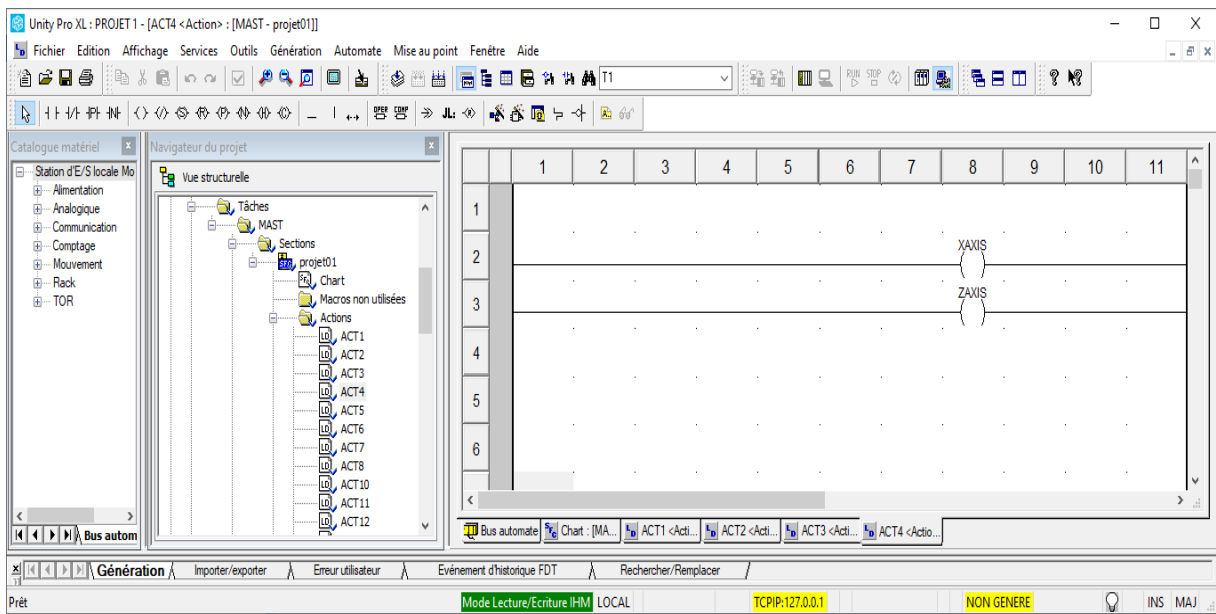 Unity Pro XL : PROJET 1 - [ACT4 <Action> : [MAST - projet01]]
Fichier Edition Affichage Services Outils Génération Automate Mise au point Fenêtre Aide
T1
RUN STOP
OPER COMP
JL:
Catalogue matériel
Station d'E/S locale Mo
Alimentation
Analogique
Communication
Comptage
Mouvement
Rack
TOR
Bus autom
Navigateur du projet
Vue structurelle
Tâches
MAST
Sections
projet01
Chart
Macros non utilisées
Actions
ACT1
ACT2
ACT3
ACT4
ACT5
ACT6
ACT7
ACT8
ACT10
ACT11
ACT12
1 2 3 4 5 6 7 8 9 10 11
1
2
XAXIS
3
ZAXIS
4
5
6
Bus automate Chart : [MA... ACT1 <Acti... ACT2 <Acti... ACT3 <Acti... ACT4 <Actio...
Génération Importer/exporter Erreur utilisateur Evénement d'historique FDT Rechercher/Remplacer
Prêt Mode Lecture/Ecriture IHM LOCAL TCPIP:127.0.0.1 NON GENERE INS MAJ